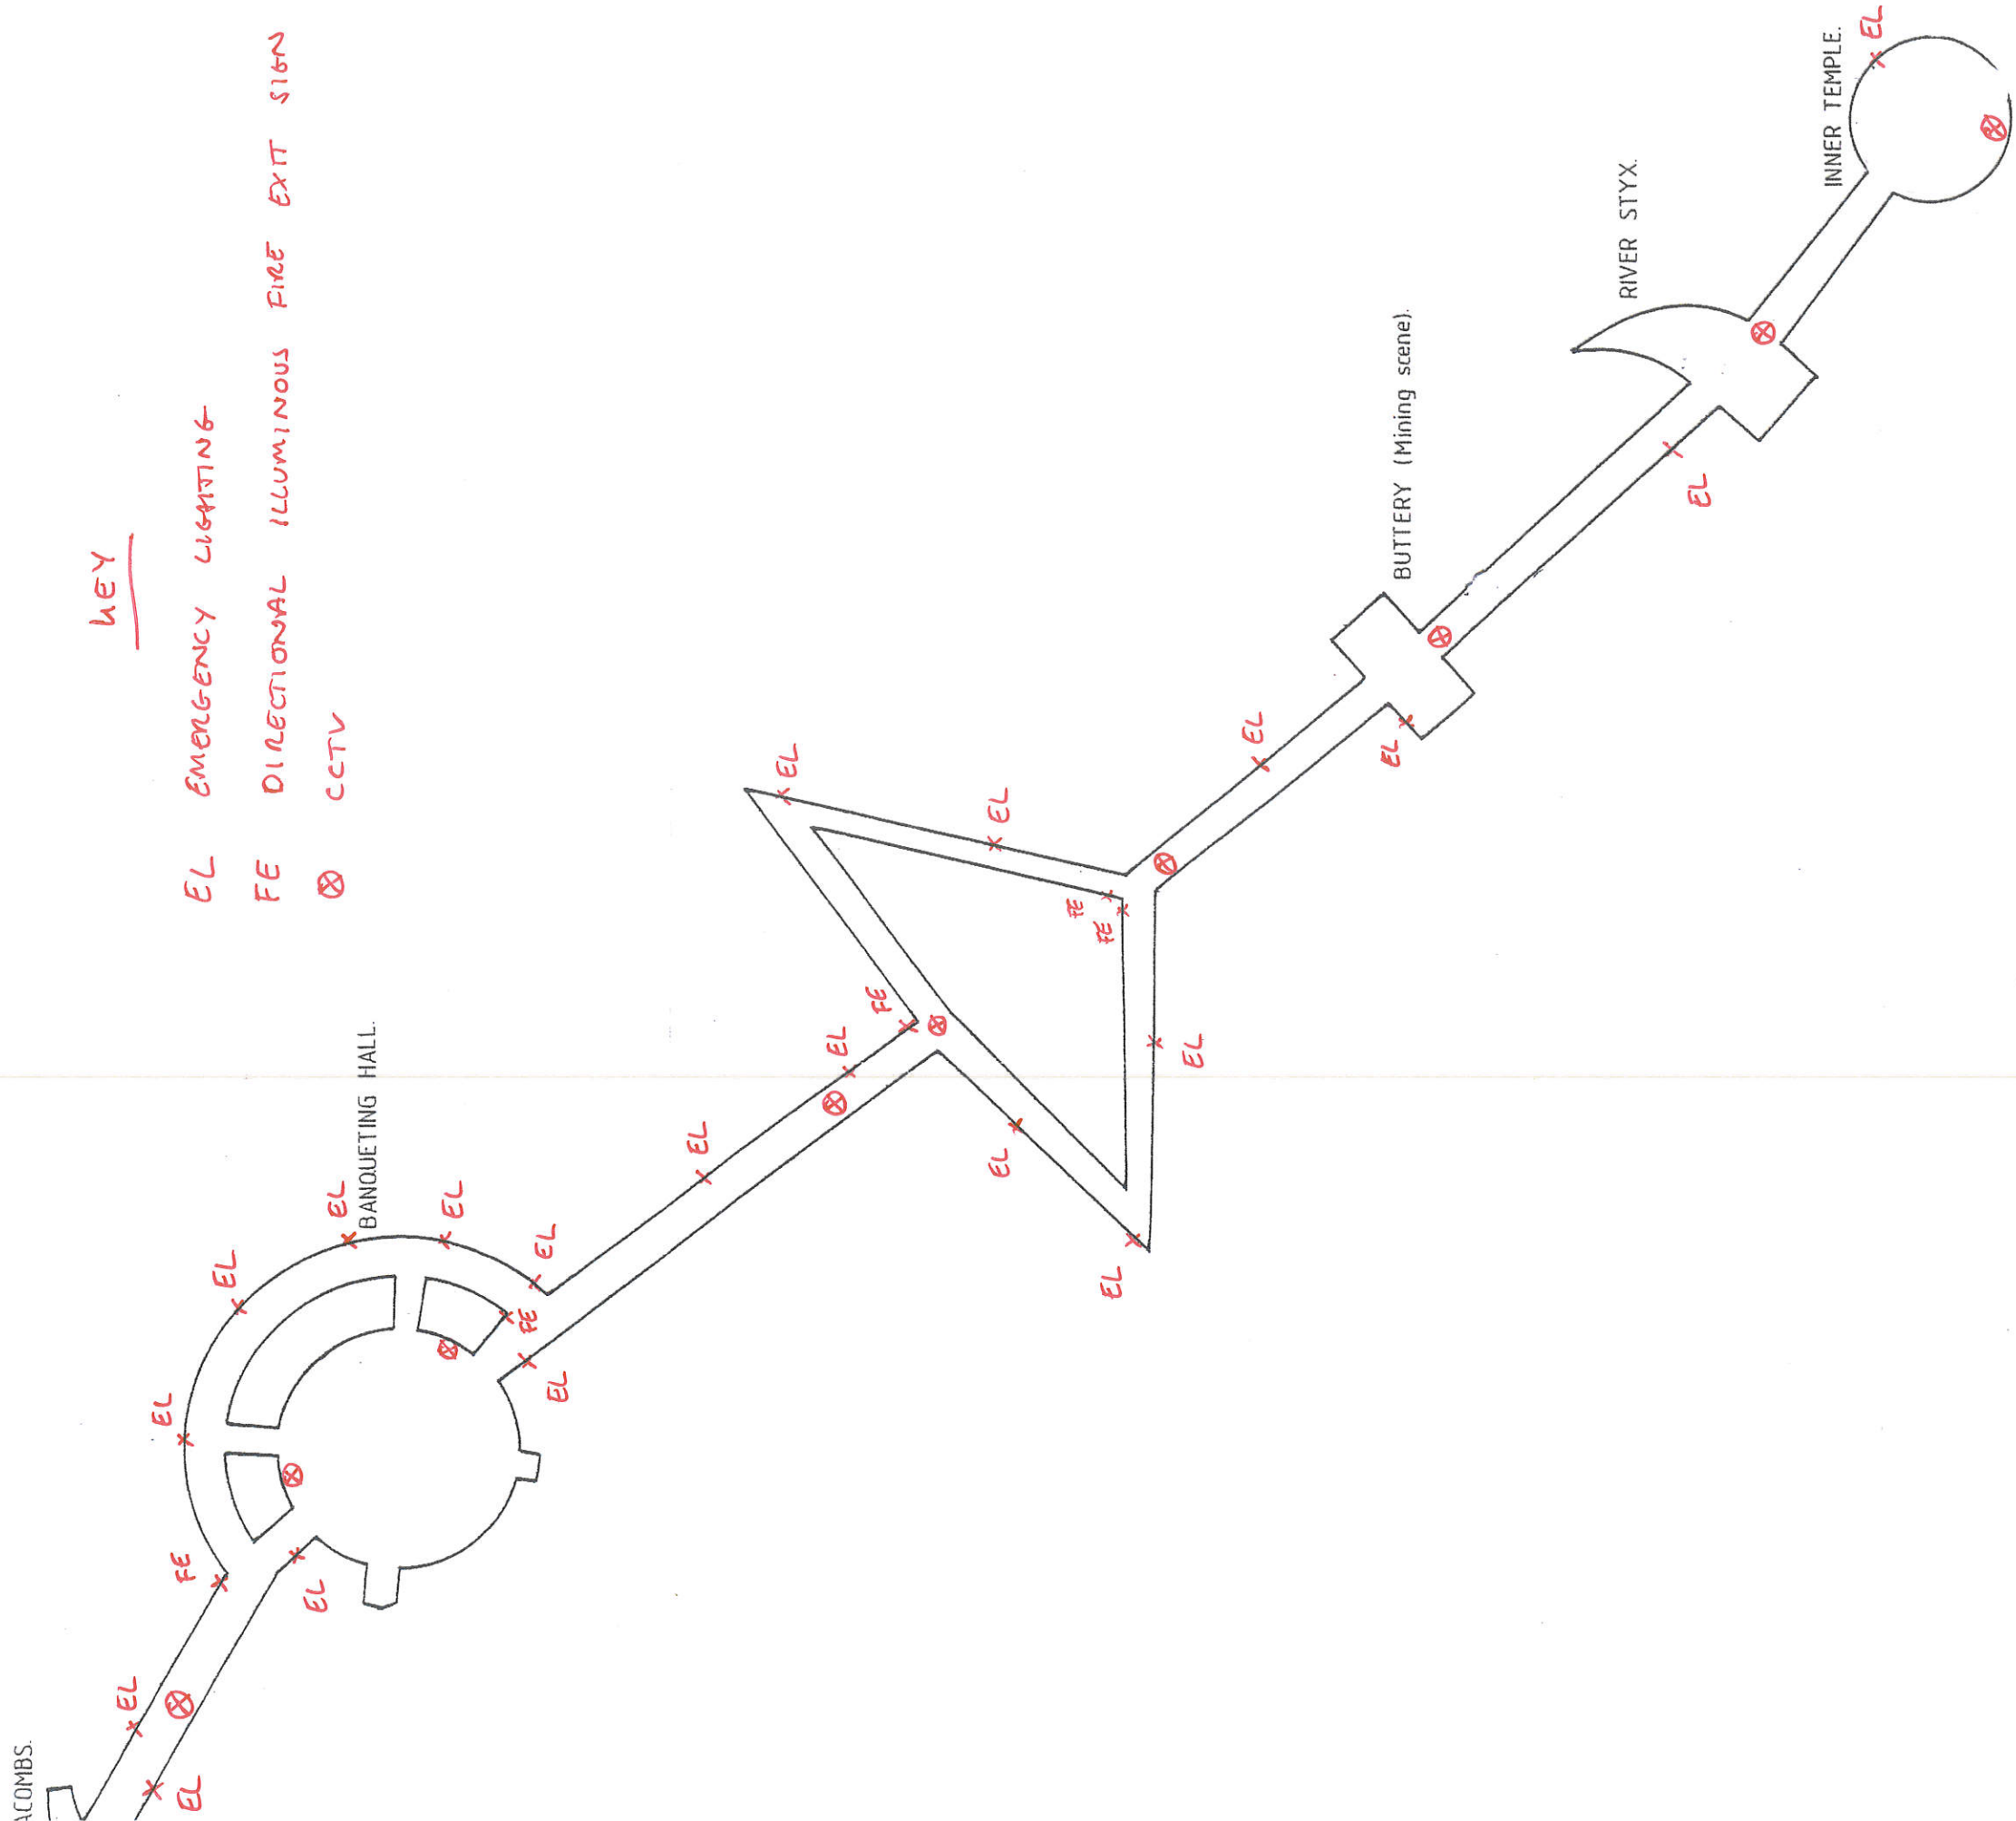 ACOMBS.
KEY
EL EMERGENCY LIGHTING
FE DIRECTIONAL ILLUMINOUS FIRE EXIT SIGN
⊗ CCTV
EL
EL
FE
EL
EL
EL
EL
BANQUETING HALL.
EL
EL
FE
EL
EL
EL
EL
FE
EL
EL
FE
FE
EL
EL
EL
EL
BUTTERY (Mining scene).
RIVER STYX.
EL
INNER TEMPLE.
EL